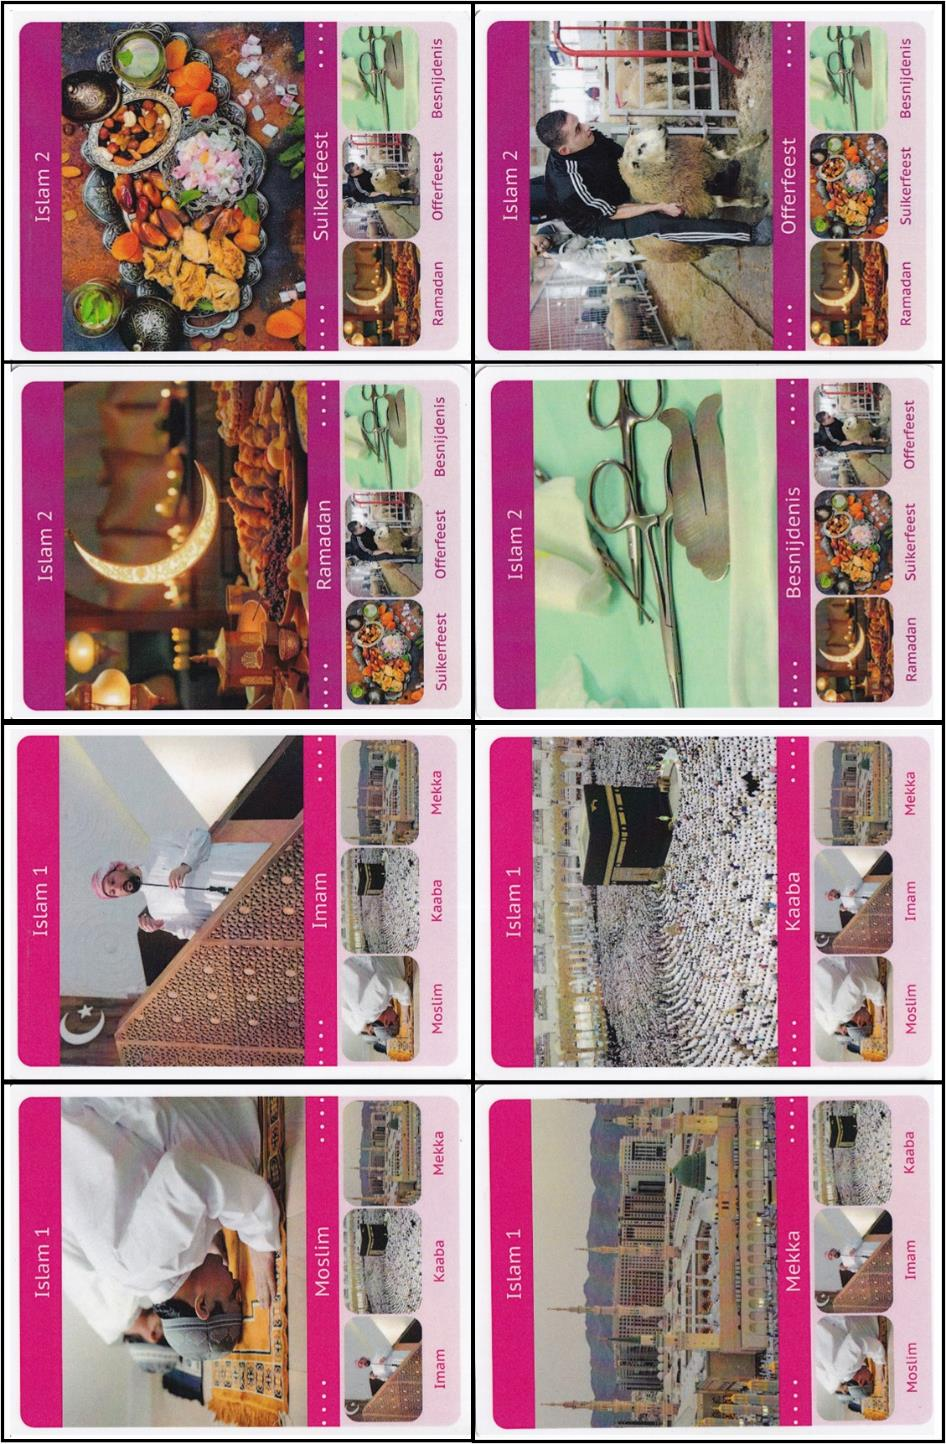 Islam 1
Moslim
Imam Kaaba Mekka
Islam 1
Imam
Moslim Kaaba Mekka
Islam 2
Ramadan
Suikerfeest Offerfeest Besnijdenis
Islam 2
Suikerfeest
Ramadan Offerfeest Besnijdenis
Islam 1
Mekka
Moslim Imam Kaaba
Islam 1
Kaaba
Moslim Imam Mekka
Islam 2
Besnijdenis
Ramadan Suikerfeest Offerfeest
Islam 2
Offerfeest
Ramadan Suikerfeest Besnijdenis